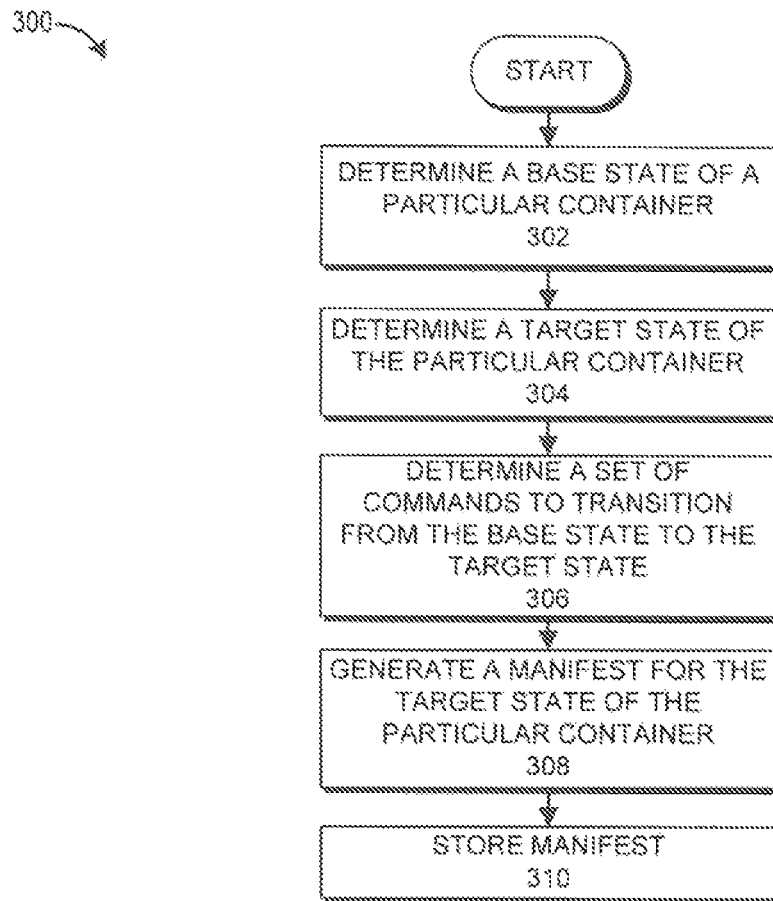 300
START
DETERMINE A BASE STATE OF A
PARTICULAR CONTAINER
302
DETERMINE A TARGET STATE OF
THE PARTICULAR CONTAINER
304
DETERMINE A SET OF
COMMANDS TO TRANSITION
FROM THE BASE STATE TO THE
TARGET STATE
306
GENERATE A MANIFEST FOR THE
TARGET STATE OF THE
PARTICULAR CONTAINER
308
STORE MANIFEST
310